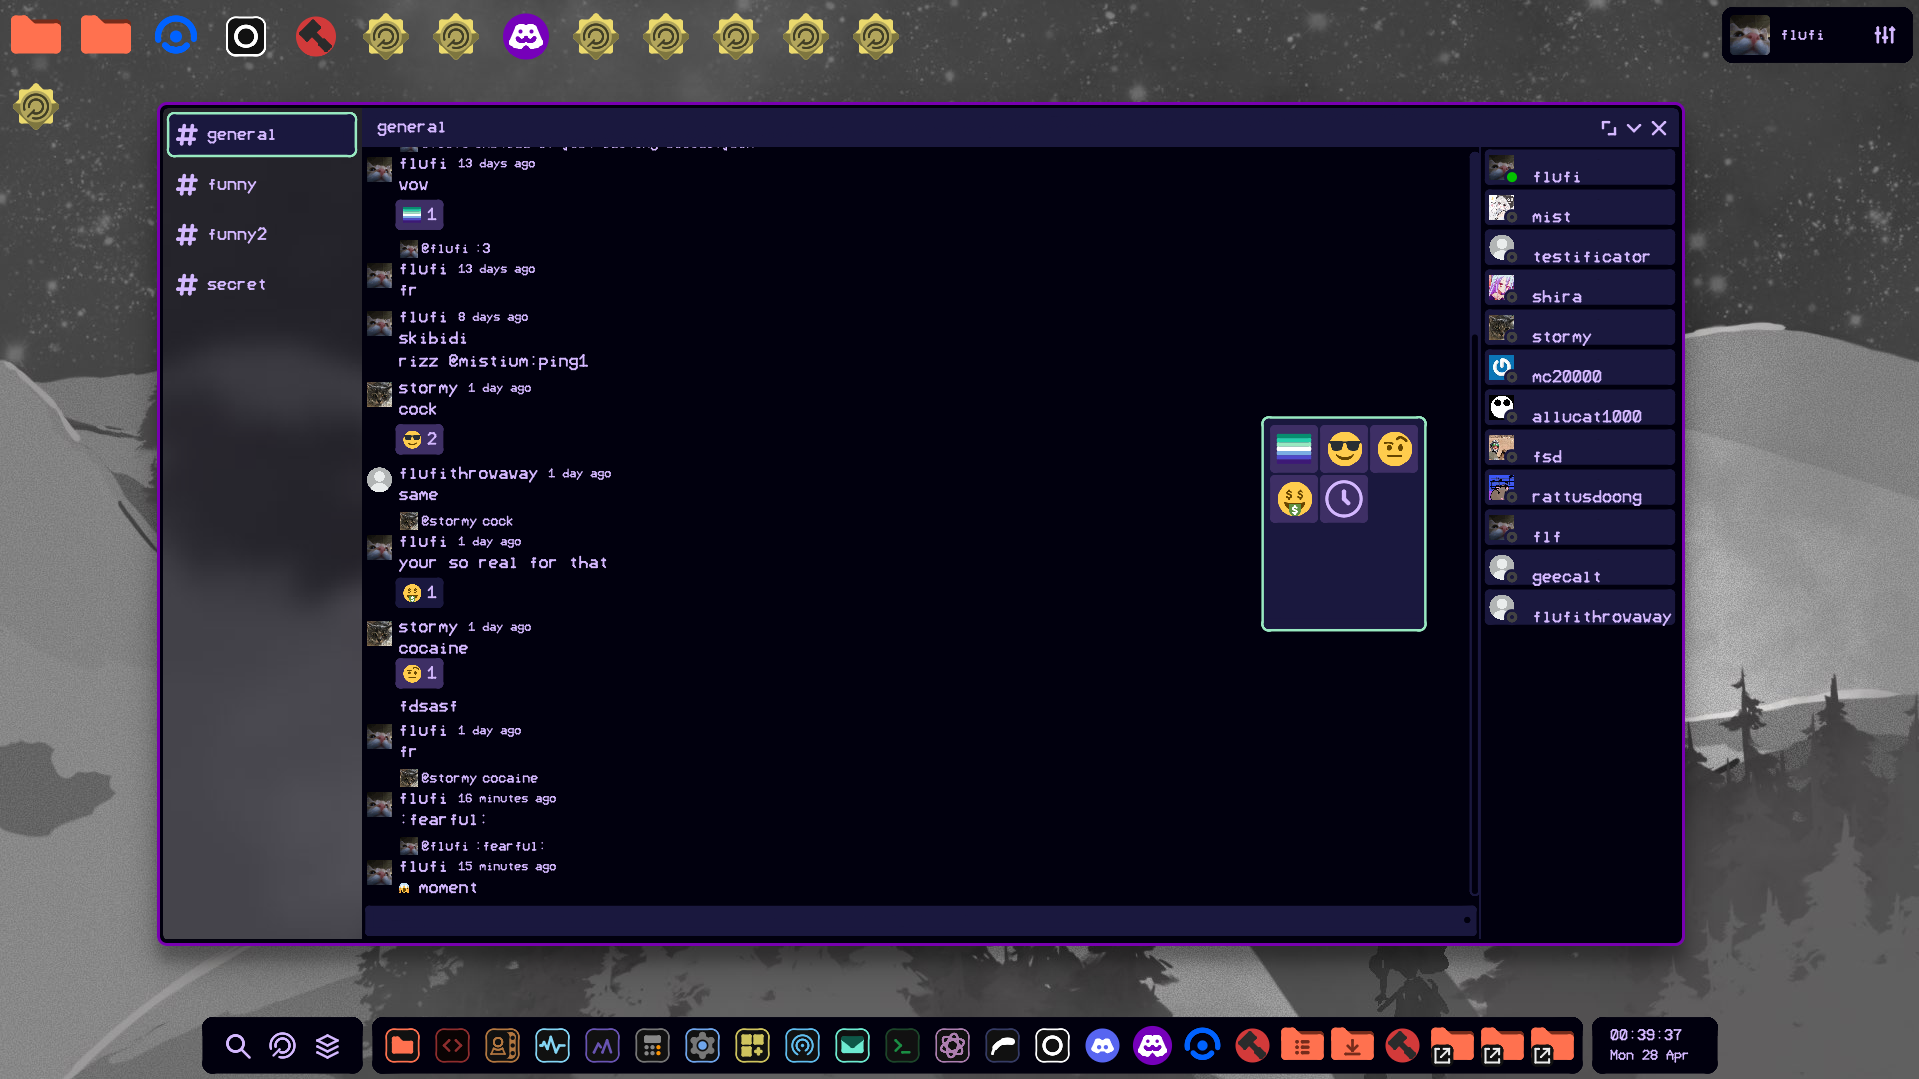 flufi
general
funny
funny2
secret
general
flufi 13 days ago
wow
1
@flufi :3
flufi 13 days ago
fr
flufi 8 days ago
skibidi
rizz @mistium:ping1
stormy 1 day ago
cock
2
flufithrowaway 1 day ago
same
@stormy cock
flufi 1 day ago
your so real for that
1
stormy 1 day ago
cocaine
1
fdsasf
flufi 1 day ago
fr
@stormy cocaine
flufi 16 minutes ago
:fearful:
@flufi :fearful:
flufi 15 minutes ago
moment
flufi
mist
testificator
shira
stormy
mc20000
allucat1000
fsd
rattusdoong
flf
geecalt
flufithrowaway
00:39:37
Mon 28 Apr